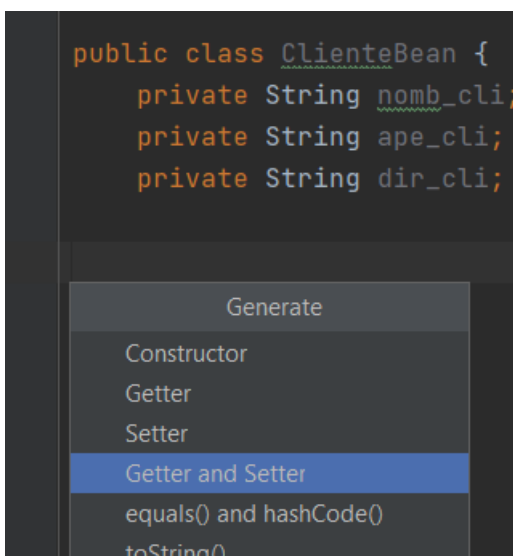 public class ClienteBean {
private String nomb_cli;
private String ape_cli;
private String dir_cli;
Generate
Constructor
Getter
Setter
Getter and Setter
equals() and hashCode()
toString()